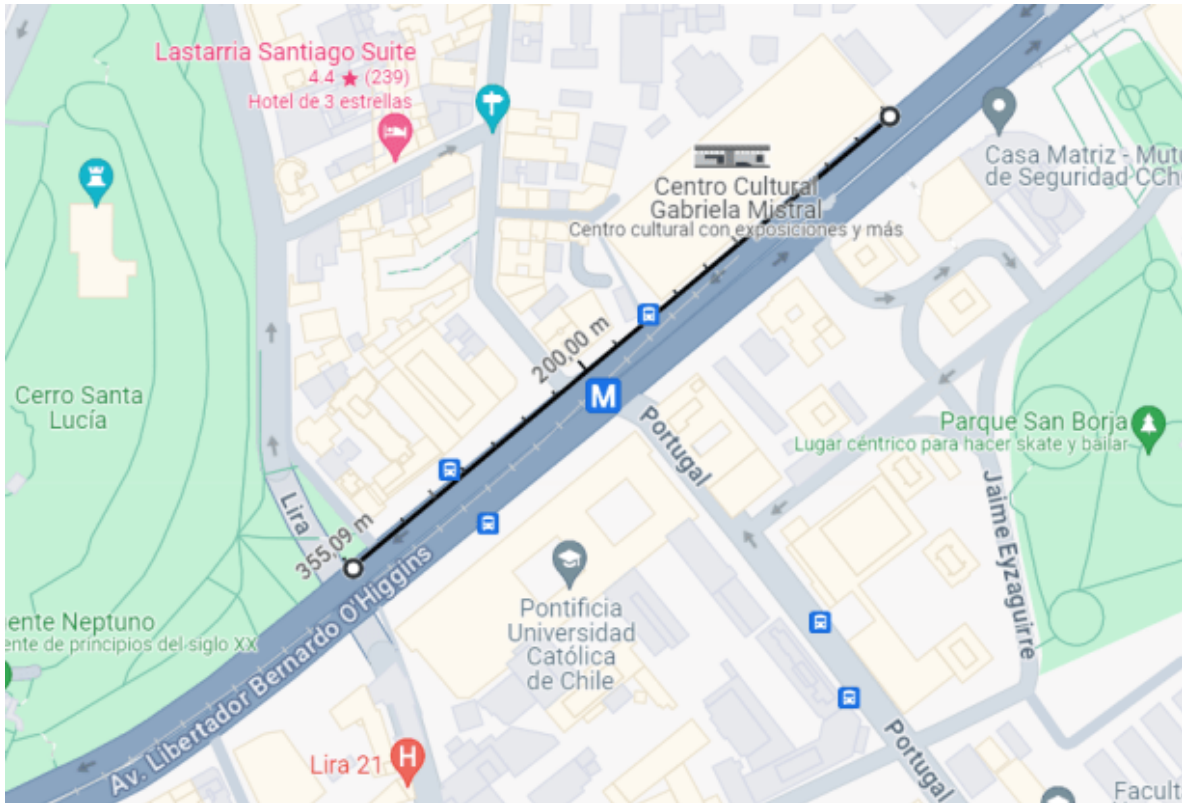 Lastarria Santiago Suite
4.4 ★ (239)
Hotel de 3 estrellas
Casa Matriz - Mutu
de Seguridad CCh
Centro Cultural
Gabriela Mistral
Centro cultural con exposiciones y más
200,00 m
M
Cerro Santa
Lucía
Portugal
Parque San Borja
Lugar céntrico para hacer skate y bailar
Lira
355,09 m
Jaime Eyzaguirre
Av. Libertador Bernardo O'Higgins
Pontificia
Universidad
Católica
de Chile
ente Neptuno
ente de principios del siglo XX
Portugal
Lira 21
H
Facult